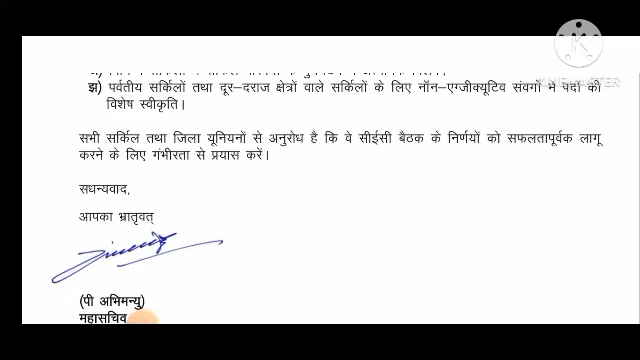 झ) पर्वतीय सर्किलों तथा दूर–दराज क्षेत्रों वाले सर्किलों के लिए नॉन–एग्जीक्यूटिव संवर्गों में पदों की
विशेष स्वीकृति।
सभी सर्किल तथा जिला यूनियनों से अनुरोध है कि वे सीईसी बैठक के निर्णयों को सफलतापूर्वक लागू
करने के लिए गंभीरता से प्रयास करें।
सधन्यवाद,
आपका भ्रातृवत्
(पी अभिमन्यु)
महासचिव
KINEMASTER